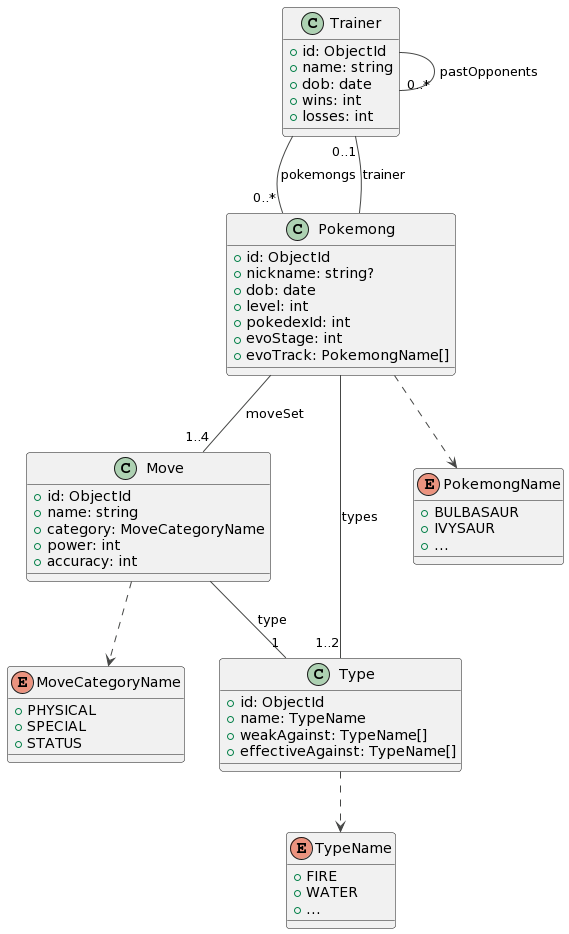 C Trainer
id: ObjectId
name: string
dob: date
wins: int
losses: int
0..*
pastOpponents
0..1
pokemongs
trainer
0..*
C Pokemong
id: ObjectId
nickname: string?
dob: date
level: int
pokedexId: int
evoStage: int
evoTrack: PokemongName[]
moveSet
1..4
C Move
id: ObjectId
name: string
category: MoveCategoryName
power: int
accuracy: int
E PokemongName
BULBASAUR
IVYSAUR
...
types
type
1
1..2
E MoveCategoryName
PHYSICAL
SPECIAL
STATUS
C Type
id: ObjectId
name: TypeName
weakAgainst: TypeName[]
effectiveAgainst: TypeName[]
E TypeName
FIRE
WATER
...